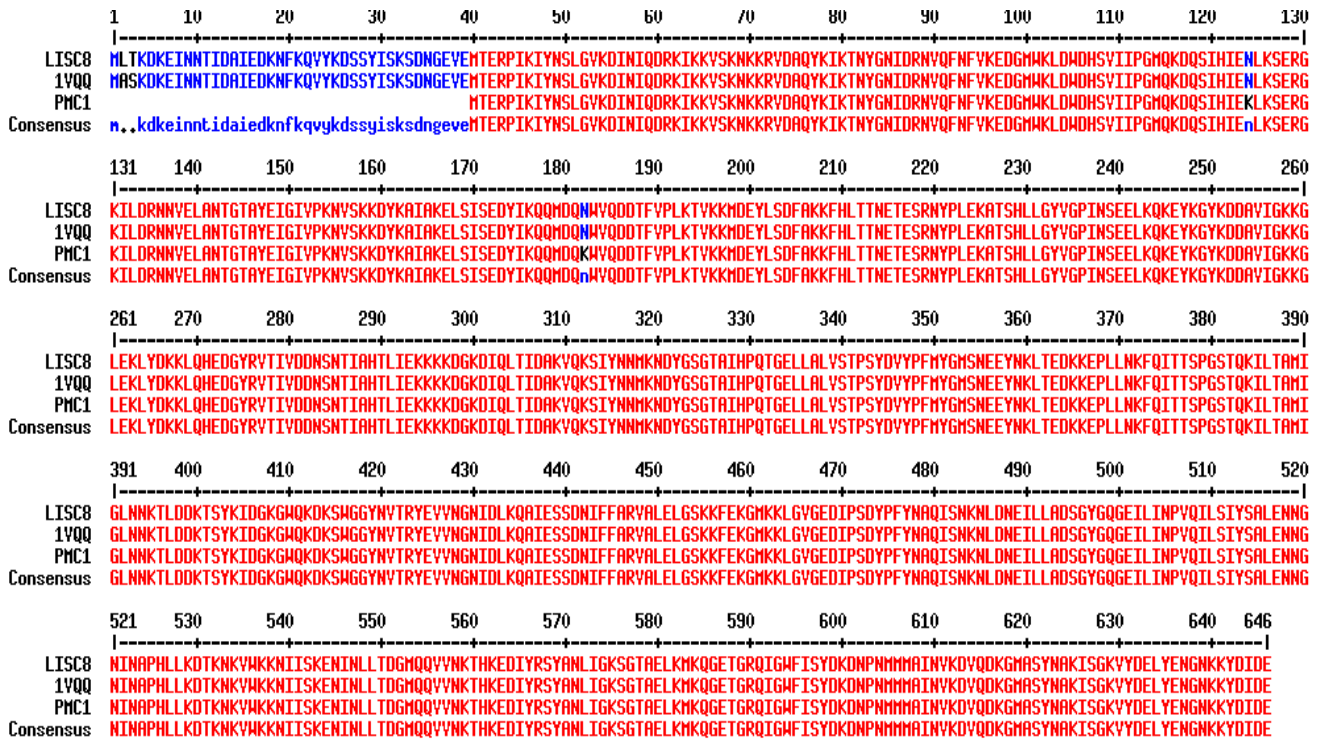 1 10 20 30 40 50 60 70 80 90 100 110 120 130
LISC8 MLTKDKEINNTIDAIEDKNFKQVYKDSSYISKSDNGEVEMTERPIKIYNSLGVKDINIQDRKIKKVSKNKKRVDAQYKIKTNYGNIDRNVQFNFVKEDGMWKLDWDHSVIIPGMQKDQSIHIENLKSERG
1VQQ MASKDKEINNTIDAIEDKNFKQVYKDSSYISKSDNGEVEMTERPIKIYNSLGVKDINIQDRKIKKVSKNKKRVDAQYKIKTNYGNIDRNVQFNFVKEDGMWKLDWDHSVIIPGMQKDQSIHIENLKSERG
PMC1 MTERPIKIYNSLGVKDINIQDRKIKKVSKNKKRVDAQYKIKTNYGNIDRNVQFNFVKEDGMWKLDWDHSVIIPGMQKDQSIHIEKLKSERG
Consensus m..kdkeinntidaiedknfkqvykdssyisksdngeveMTERPIKIYNSLGVKDINIQDRKIKKVSKNKKRVDAQYKIKTNYGNIDRNVQFNFVKEDGMWKLDWDHSVIIPGMQKDQSIHIEnLKSERG
131 140 150 160 170 180 190 200 210 220 230 240 250 260
LISC8 KILDRNNVELANTGTAYEIGIVPKNVSKKDYKAIAKELSISEDYIKQQMDQNWVQDDTFVPLKTVKKMDEYLSDFAKKFHLTTNETESRNYPLEKATSHLLGYVGPINSEELKQKEYKGYKDDAVIGKKG
1VQQ KILDRNNVELANTGTAYEIGIVPKNVSKKDYKAIAKELSISEDYIKQQMDQNWVQDDTFVPLKTVKKMDEYLSDFAKKFHLTTNETESRNYPLEKATSHLLGYVGPINSEELKQKEYKGYKDDAVIGKKG
PMC1 KILDRNNVELANTGTAYEIGIVPKNVSKKDYKAIAKELSISEDYIKQQMDQKWVQDDTFVPLKTVKKMDEYLSDFAKKFHLTTNETESRNYPLEKATSHLLGYVGPINSEELKQKEYKGYKDDAVIGKKG
Consensus KILDRNNVELANTGTAYEIGIVPKNVSKKDYKAIAKELSISEDYIKQQMDQnWVQDDTFVPLKTVKKMDEYLSDFAKKFHLTTNETESRNYPLEKATSHLLGYVGPINSEELKQKEYKGYKDDAVIGKKG
261 270 280 290 300 310 320 330 340 350 360 370 380 390
LISC8 LEKLYDKKLQHEDGYRVTIVDDNSNTIAHTLIEKKKKDGKDIQLTIDAKVQKSIYNNMKNDYGSGTAIHPQTGELLALVSTPSYDVYPFMYGMSNEEYNKLTEDKKEPLLNKFQITTSPGSTQKILTAMI
1VQQ LEKLYDKKLQHEDGYRVTIVDDNSNTIAHTLIEKKKKDGKDIQLTIDAKVQKSIYNNMKNDYGSGTAIHPQTGELLALVSTPSYDVYPFMYGMSNEEYNKLTEDKKEPLLNKFQITTSPGSTQKILTAMI
PMC1 LEKLYDKKLQHEDGYRVTIVDDNSNTIAHTLIEKKKKDGKDIQLTIDAKVQKSIYNNMKNDYGSGTAIHPQTGELLALVSTPSYDVYPFMYGMSNEEYNKLTEDKKEPLLNKFQITTSPGSTQKILTAMI
Consensus LEKLYDKKLQHEDGYRVTIVDDNSNTIAHTLIEKKKKDGKDIQLTIDAKVQKSIYNNMKNDYGSGTAIHPQTGELLALVSTPSYDVYPFMYGMSNEEYNKLTEDKKEPLLNKFQITTSPGSTQKILTAMI
391 400 410 420 430 440 450 460 470 480 490 500 510 520
LISC8 GLNNKTLDDKTSYKIDGKGWQKDKSWGGYNVTRYEVVNGNIDLKQAIESSDNIFFARVALELGSKKFEKGMKKLGVGEDIPSDYPFYNAQISNKNLDNEILLADSGYGQGEILINPVQILSIYSALENNG
1VQQ GLNNKTLDDKTSYKIDGKGWQKDKSWGGYNVTRYEVVNGNIDLKQAIESSDNIFFARVALELGSKKFEKGMKKLGVGEDIPSDYPFYNAQISNKNLDNEILLADSGYGQGEILINPVQILSIYSALENNG
PMC1 GLNNKTLDDKTSYKIDGKGWQKDKSWGGYNVTRYEVVNGNIDLKQAIESSDNIFFARVALELGSKKFEKGMKKLGVGEDIPSDYPFYNAQISNKNLDNEILLADSGYGQGEILINPVQILSIYSALENNG
Consensus GLNNKTLDDKTSYKIDGKGWQKDKSWGGYNVTRYEVVNGNIDLKQAIESSDNIFFARVALELGSKKFEKGMKKLGVGEDIPSDYPFYNAQISNKNLDNEILLADSGYGQGEILINPVQILSIYSALENNG
521 530 540 550 560 570 580 590 600 610 620 630 640 646
LISC8 NINAPHLLKDTKNKVWKKNIISKENINLLTDGMQQVVNKTHKEDIYRSYANLIGKSGTAELKMKQGETGRQIGWFISYDKDNPNMMMAINVKDVQDKGMASYNAKISGKVYDELYENGNKKYDIDE
1VQQ NINAPHLLKDTKNKVWKKNIISKENINLLTDGMQQVVNKTHKEDIYRSYANLIGKSGTAELKMKQGETGRQIGWFISYDKDNPNMMMAINVKDVQDKGMASYNAKISGKVYDELYENGNKKYDIDE
PMC1 NINAPHLLKDTKNKVWKKNIISKENINLLTDGMQQVVNKTHKEDIYRSYANLIGKSGTAELKMKQGETGRQIGWFISYDKDNPNMMMAINVKDVQDKGMASYNAKISGKVYDELYENGNKKYDIDE
Consensus NINAPHLLKDTKNKVWKKNIISKENINLLTDGMQQVVNKTHKEDIYRSYANLIGKSGTAELKMKQGETGRQIGWFISYDKDNPNMMMAINVKDVQDKGMASYNAKISGKVYDELYENGNKKYDIDE